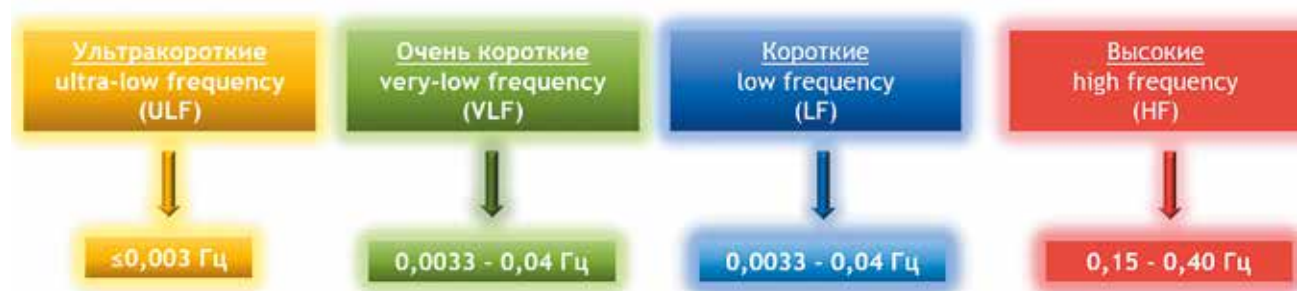 Ультракороткие
ultra-low frequency
(ULF)
≤0,003 Гц
Очень короткие
very-low frequency
(VLF)
0,0033 - 0,04 Гц
Короткие
low frequency
(LF)
0,0033 - 0,04 Гц
Высокие
high frequency
(HF)
0,15 - 0,40 Гц